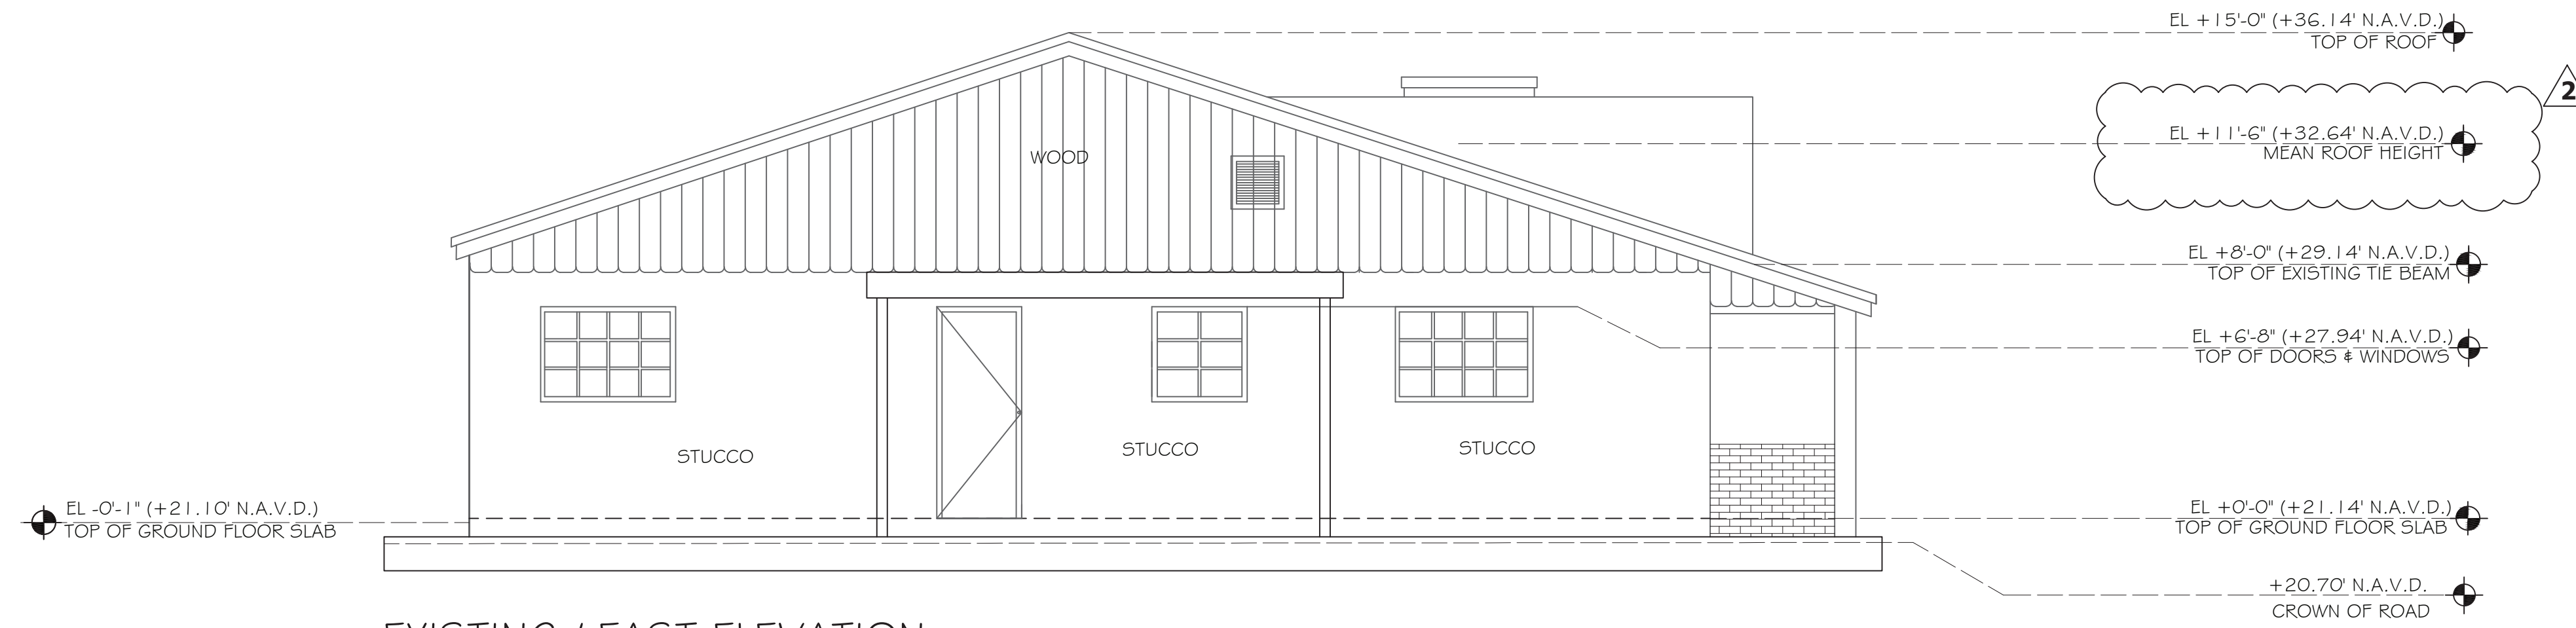 EL +15'-0" (+36.14' N.A.V.D.)
TOP OF ROOF
2
EL +11'-6" (+32.64' N.A.V.D.)
MEAN ROOF HEIGHT
WOOD
EL +8'-0" (+29.14' N.A.V.D.)
TOP OF EXISTING TIE BEAM
EL +6'-8" (+27.94' N.A.V.D.)
TOP OF DOORS & WINDOWS
STUCCO
STUCCO
STUCCO
EL -0'-1" (+21.10' N.A.V.D.)
TOP OF GROUND FLOOR SLAB
EL +0'-0" (+21.14' N.A.V.D.)
TOP OF GROUND FLOOR SLAB
+20.70' N.A.V.D.
CROWN OF ROAD
EXISTING / EAST ELEVATION